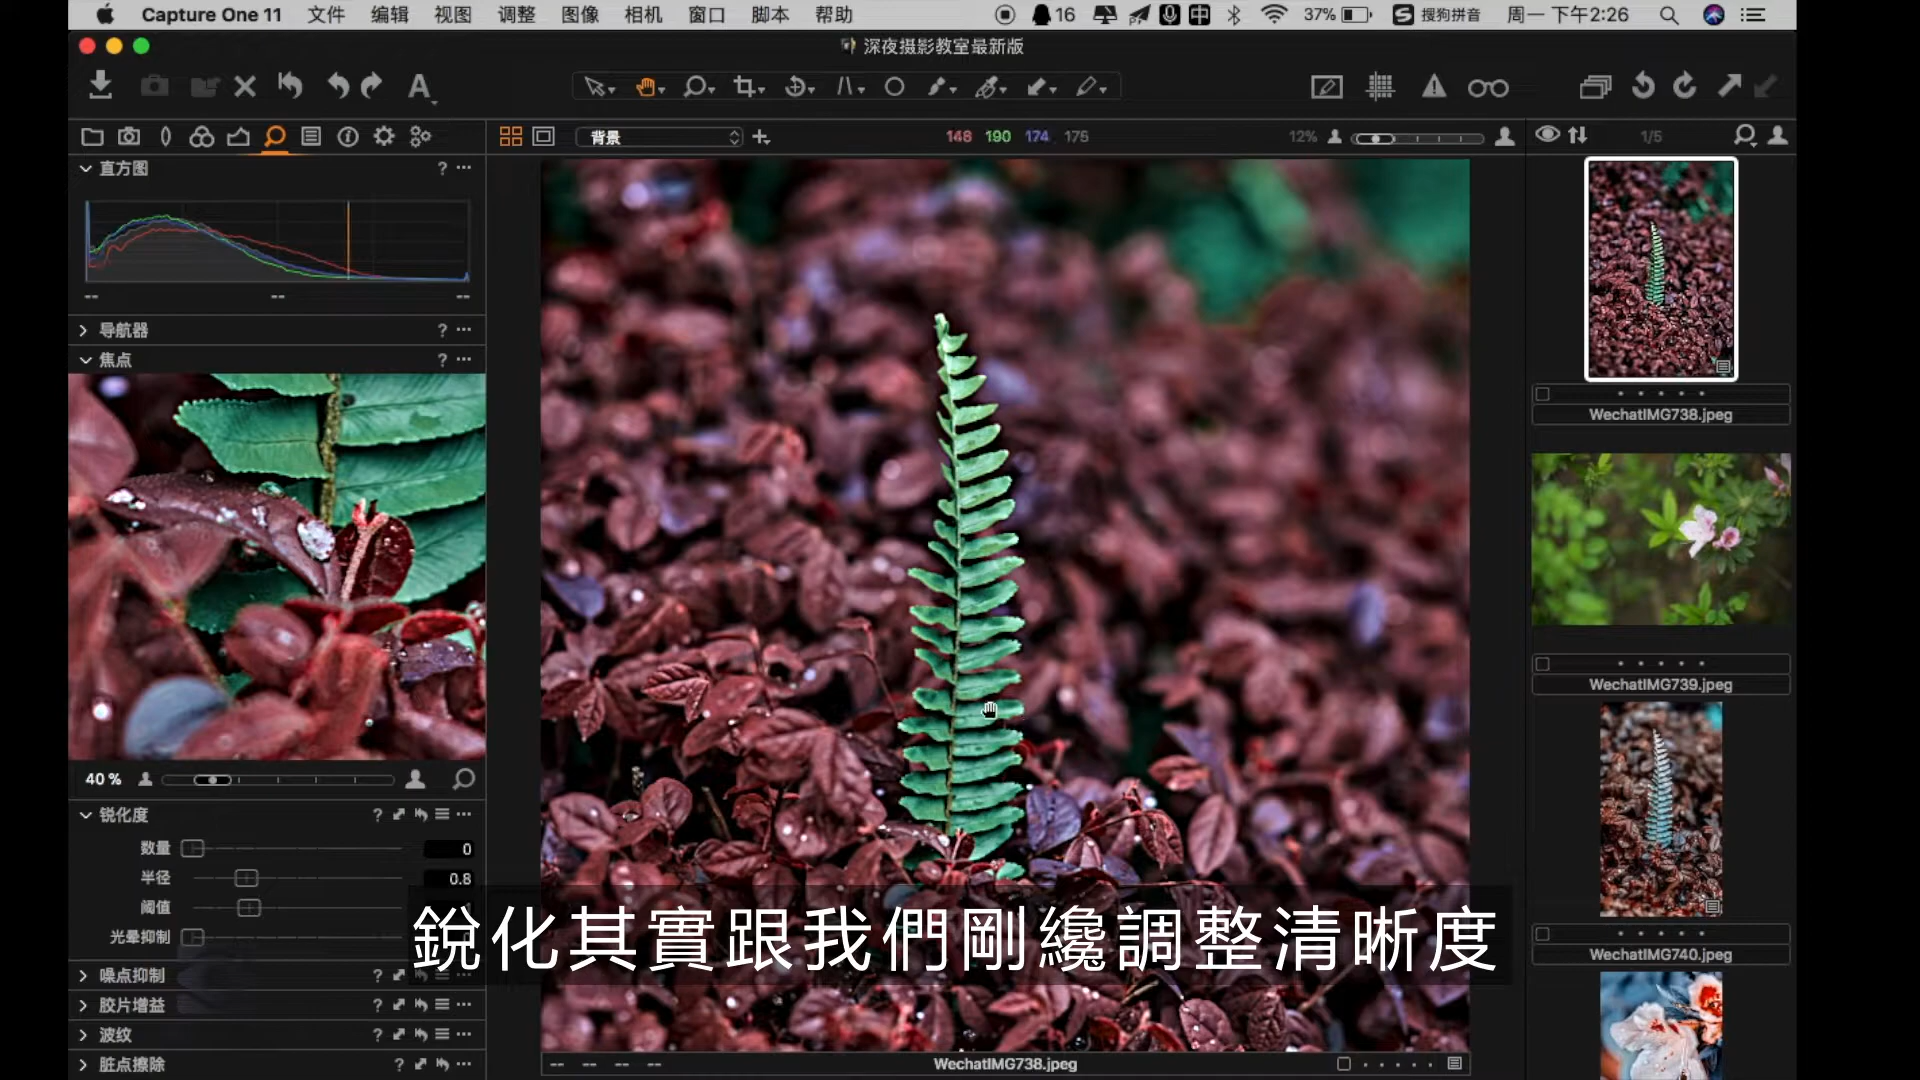 Capture One 11 文件 编辑 视图 调整 图像 相机 窗口 脚本 帮助 16 中 37% S 搜狗拼音 周一 下午2:26
深夜摄影教室最新版
A
背景 148 190 174 175 12% 1/5
直方图 ? ...
-- -- --
导航器 ? ...
焦点 ? ...
40 %
锐化度 ? ...
数量 0
半径 0.8
阈值
光晕抑制
噪点抑制 ? ...
胶片增益 ? ...
波纹 ? ...
脏点擦除 ? ...
銳化其實跟我們剛纔調整清晰度
-- -- -- -- WechatIMG738.jpeg
WechatIMG738.jpeg
WechatIMG739.jpeg
WechatIMG740.jpeg